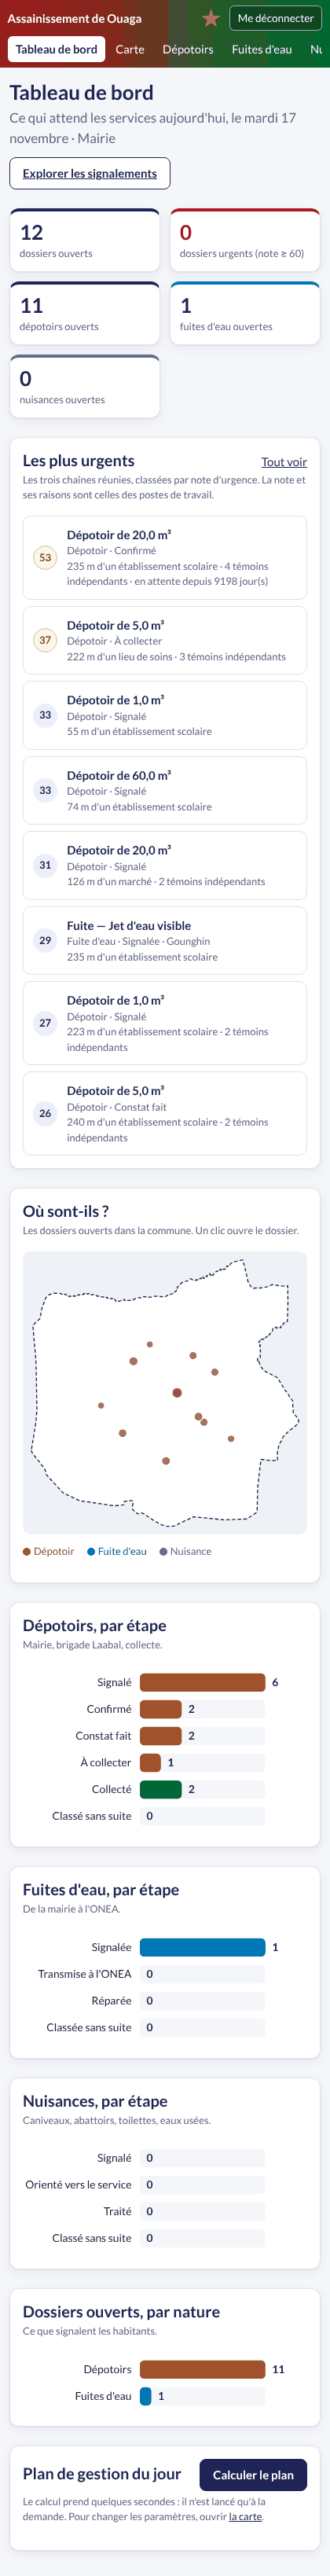 Assainissement de Ouaga
Me déconnecter
Tableau de bord Carte Dépotoirs Fuites d'eau Nu
Tableau de bord
Ce qui attend les services aujourd'hui, le mardi 17
novembre · Mairie
Explorer les signalements
12
dossiers ouverts
0
dossiers urgents (note ≥ 60)
11
dépotoirs ouverts
1
fuites d'eau ouvertes
0
nuisances ouvertes
Les plus urgents
Tout voir
Les trois chaînes réunies, classées par note d'urgence. La note et
ses raisons sont celles des postes de travail.
53
Dépotoir de 20,0 m³
Dépotoir · Confirmé
235 m d'un établissement scolaire · 4 témoins
indépendants · en attente depuis 9198 jour(s)
37
Dépotoir de 5,0 m³
Dépotoir · À collecter
222 m d'un lieu de soins · 3 témoins indépendants
33
Dépotoir de 1,0 m³
Dépotoir · Signalé
55 m d'un établissement scolaire
33
Dépotoir de 60,0 m³
Dépotoir · Signalé
74 m d'un établissement scolaire
31
Dépotoir de 20,0 m³
Dépotoir · Signalé
126 m d'un marché · 2 témoins indépendants
29
Fuite — Jet d'eau visible
Fuite d'eau · Signalée · Gounghin
235 m d'un établissement scolaire
27
Dépotoir de 1,0 m³
Dépotoir · Signalé
223 m d'un établissement scolaire · 2 témoins
indépendants
26
Dépotoir de 5,0 m³
Dépotoir · Constat fait
240 m d'un établissement scolaire · 2 témoins
indépendants
Où sont-ils ?
Les dossiers ouverts dans la commune. Un clic ouvre le dossier.
Dépotoir Fuite d'eau Nuisance
Dépotoirs, par étape
Mairie, brigade Laabal, collecte.
Signalé 6
Confirmé 2
Constat fait 2
À collecter 1
Collecté 2
Classé sans suite 0
Fuites d'eau, par étape
De la mairie à l'ONEA.
Signalée 1
Transmise à l'ONEA 0
Réparée 0
Classée sans suite 0
Nuisances, par étape
Caniveaux, abattoirs, toilettes, eaux usées.
Signalé 0
Orienté vers le service 0
Traité 0
Classé sans suite 0
Dossiers ouverts, par nature
Ce que signalent les habitants.
Dépotoirs 11
Fuites d'eau 1
Plan de gestion du jour
Calculer le plan
Le calcul prend quelques secondes : il n'est lancé qu'à la
demande. Pour changer les paramètres, ouvrir la carte.